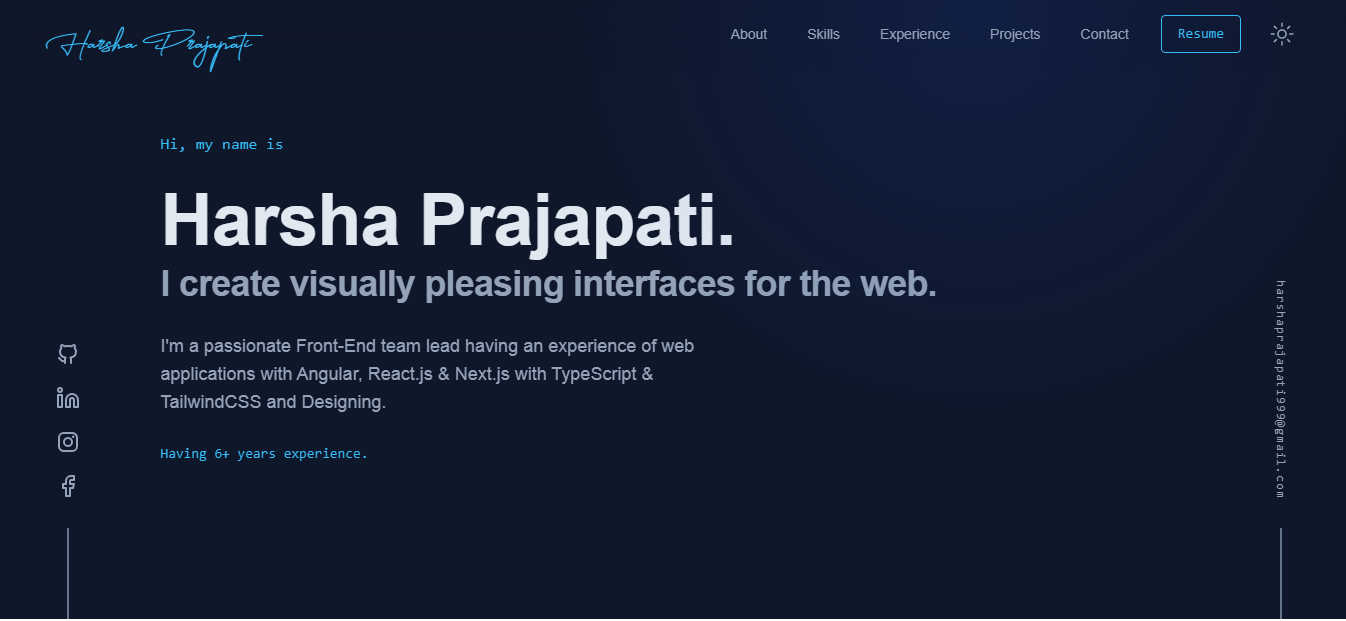 Harsha Prajapati
About Skills Experience Projects Contact Resume
Hi, my name is
Harsha Prajapati.
I create visually pleasing interfaces for the web.
I'm a passionate Front-End team lead having an experience of web
applications with Angular, React.js & Next.js with TypeScript &
TailwindCSS and Designing.
Having 6+ years experience.
harshaprajapati999@gmail.com